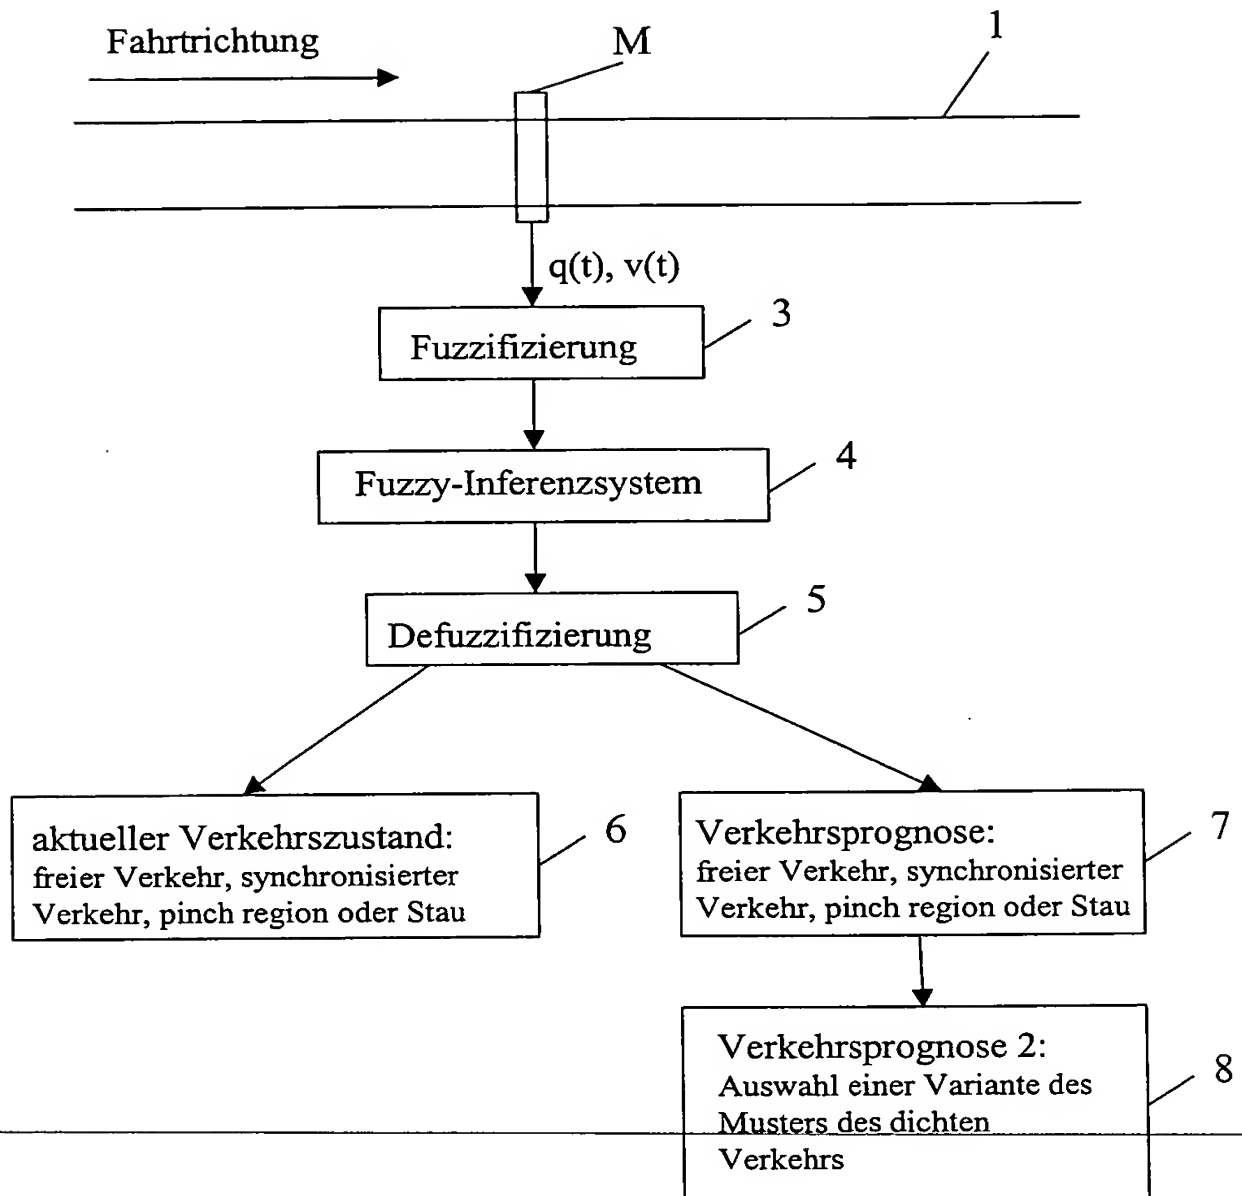 Fahrtrichtung
M
1
q(t), v(t)
Fuzzifizierung
3
Fuzzy-Inferenzsystem
4
Defuzzifizierung
5
aktueller Verkehrszustand:
freier Verkehr, synchronisierter
Verkehr, pinch region oder Stau
6
Verkehrsprognose:
freier Verkehr, synchronisierter
Verkehr, pinch region oder Stau
7
Verkehrsprognose 2:
Auswahl einer Variante des
Musters des dichten
Verkehrs
8